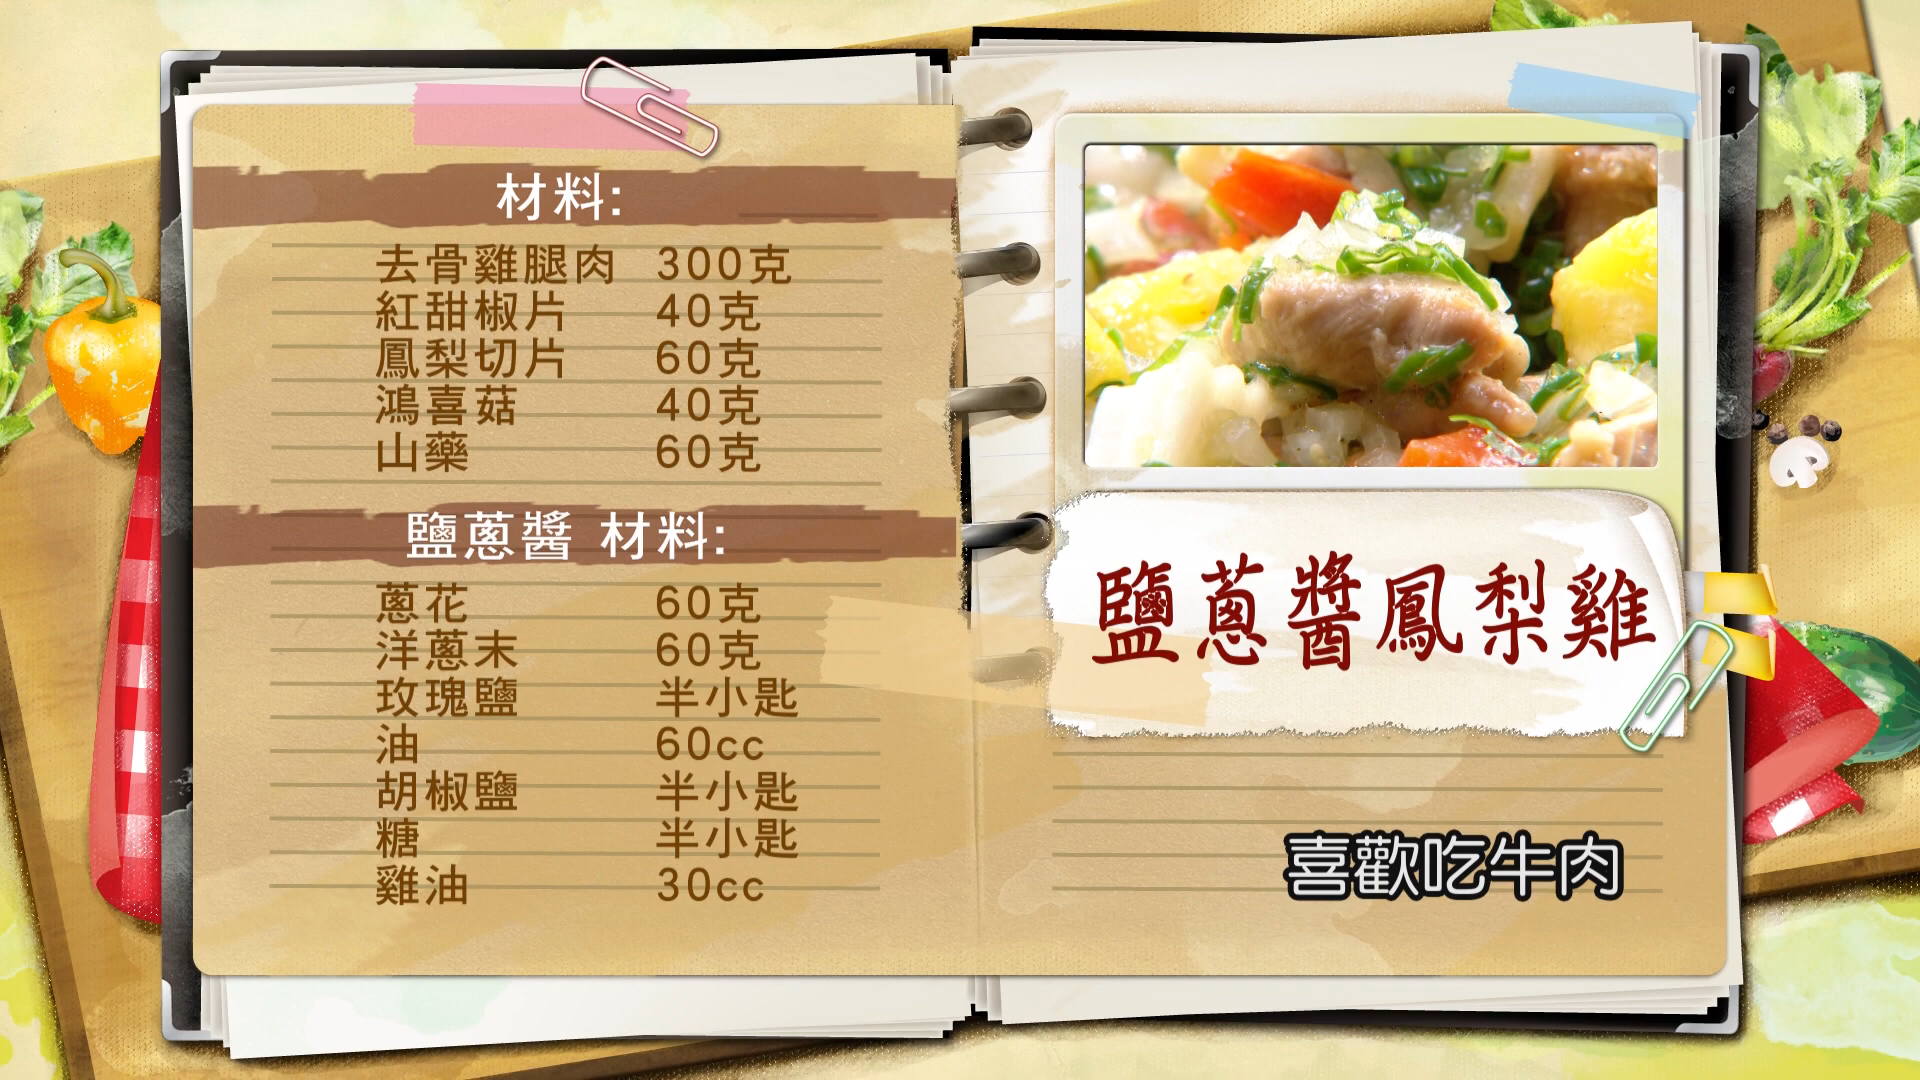 材料:
去骨雞腿肉 300克
紅甜椒片 40克
鳳梨切片 60克
鴻喜菇 40克
山藥 60克
鹽蔥醬 材料:
蔥花 60克
洋蔥末 60克
玫瑰鹽 半小匙
油 60cc
胡椒鹽 半小匙
糖 半小匙
雞油 30cc
鹽蔥醬鳳梨雞
喜歡吃牛肉